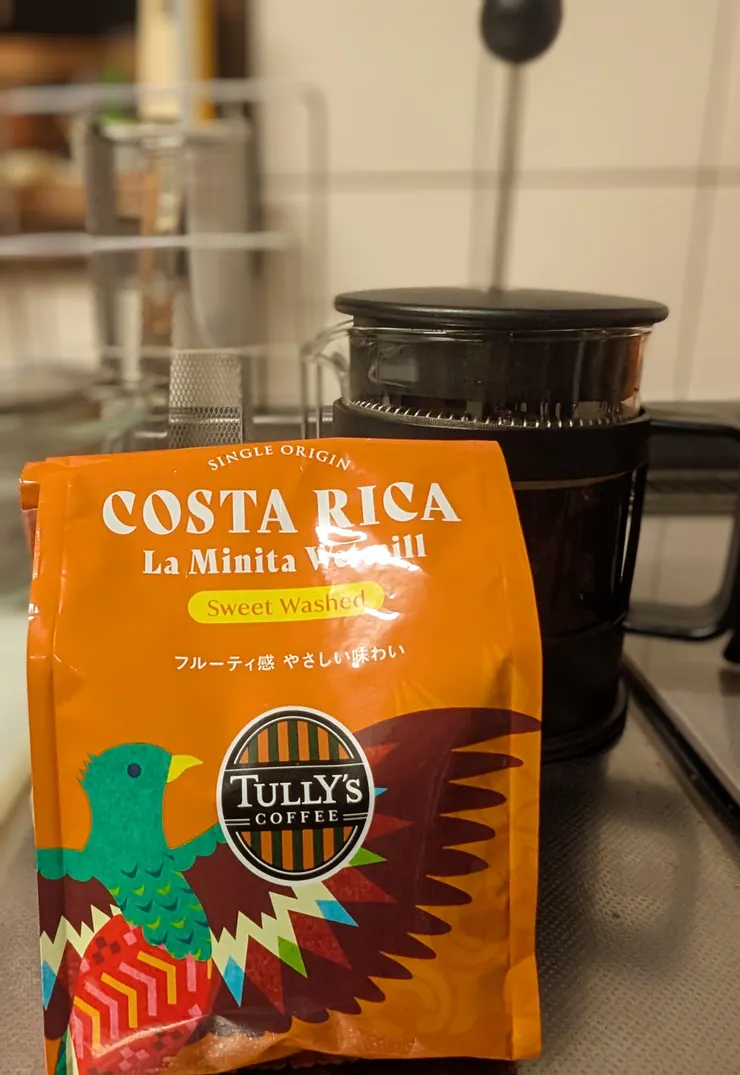 SINGLE ORIGIN
COSTA RICA
La Minita Wetmill
Sweet Washed
フルーティ感 やさしい味わい
TULLY'S
COFFEE